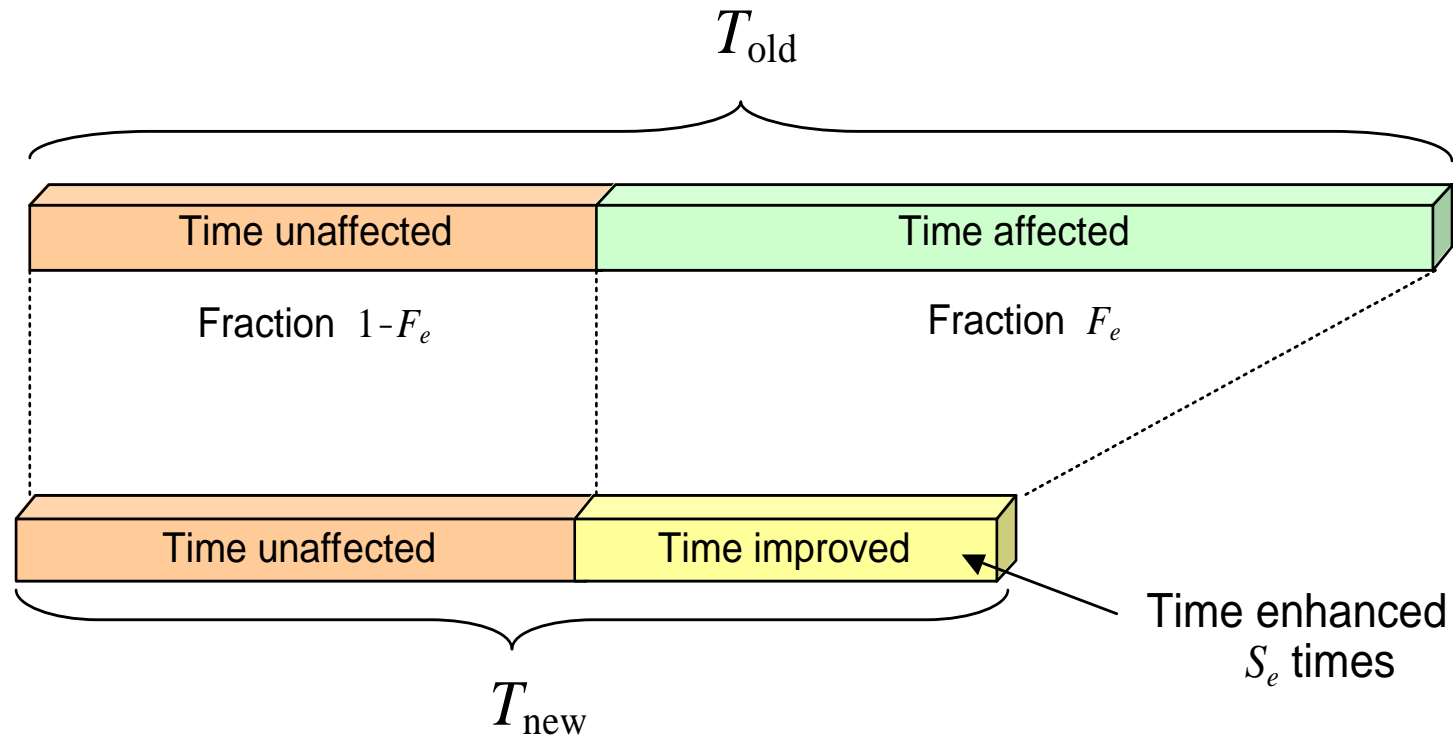 T_old
Time unaffected
Time affected
Fraction 1-F_e
Fraction F_e
Time unaffected
Time improved
Time enhanced
S_e times
T_new